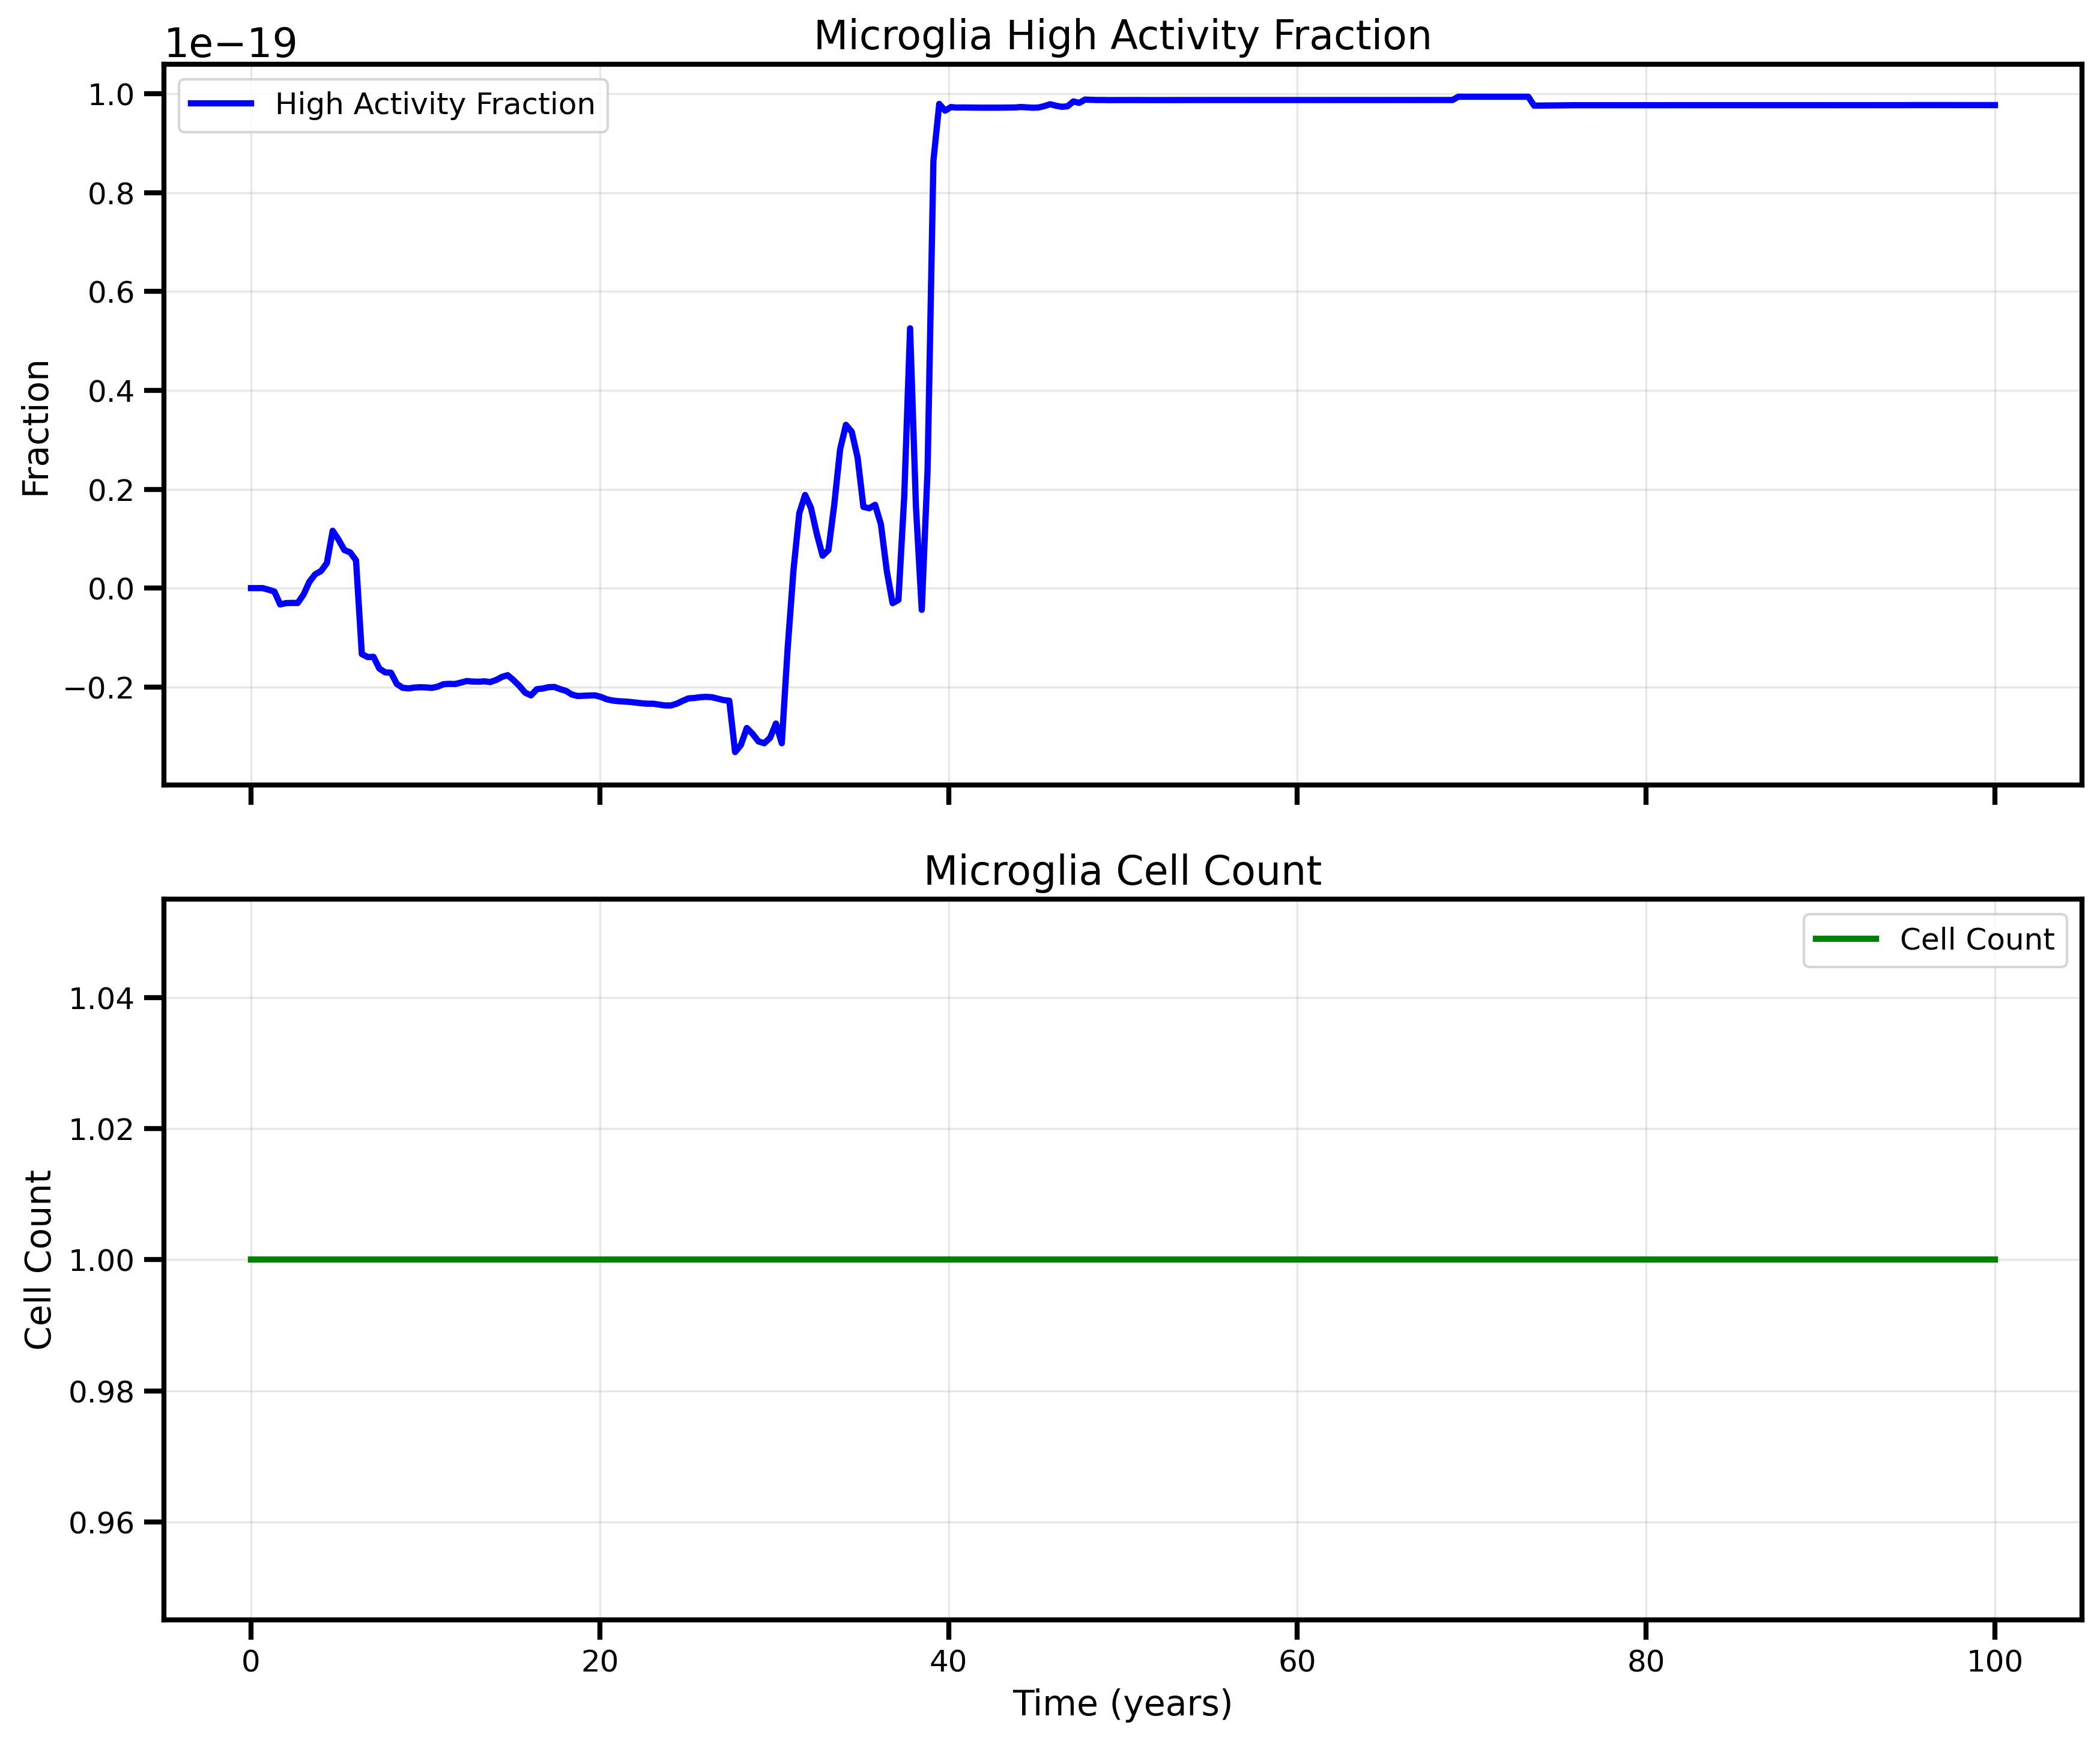 Microglia High Activity Fraction
1e−19
High Activity Fraction
1.0
0.8
0.6
0.4
0.2
0.0
−0.2
Fraction
Microglia Cell Count
Cell Count
1.04
1.02
1.00
0.98
0.96
Cell Count
0 20 40 60 80 100
Time (years)